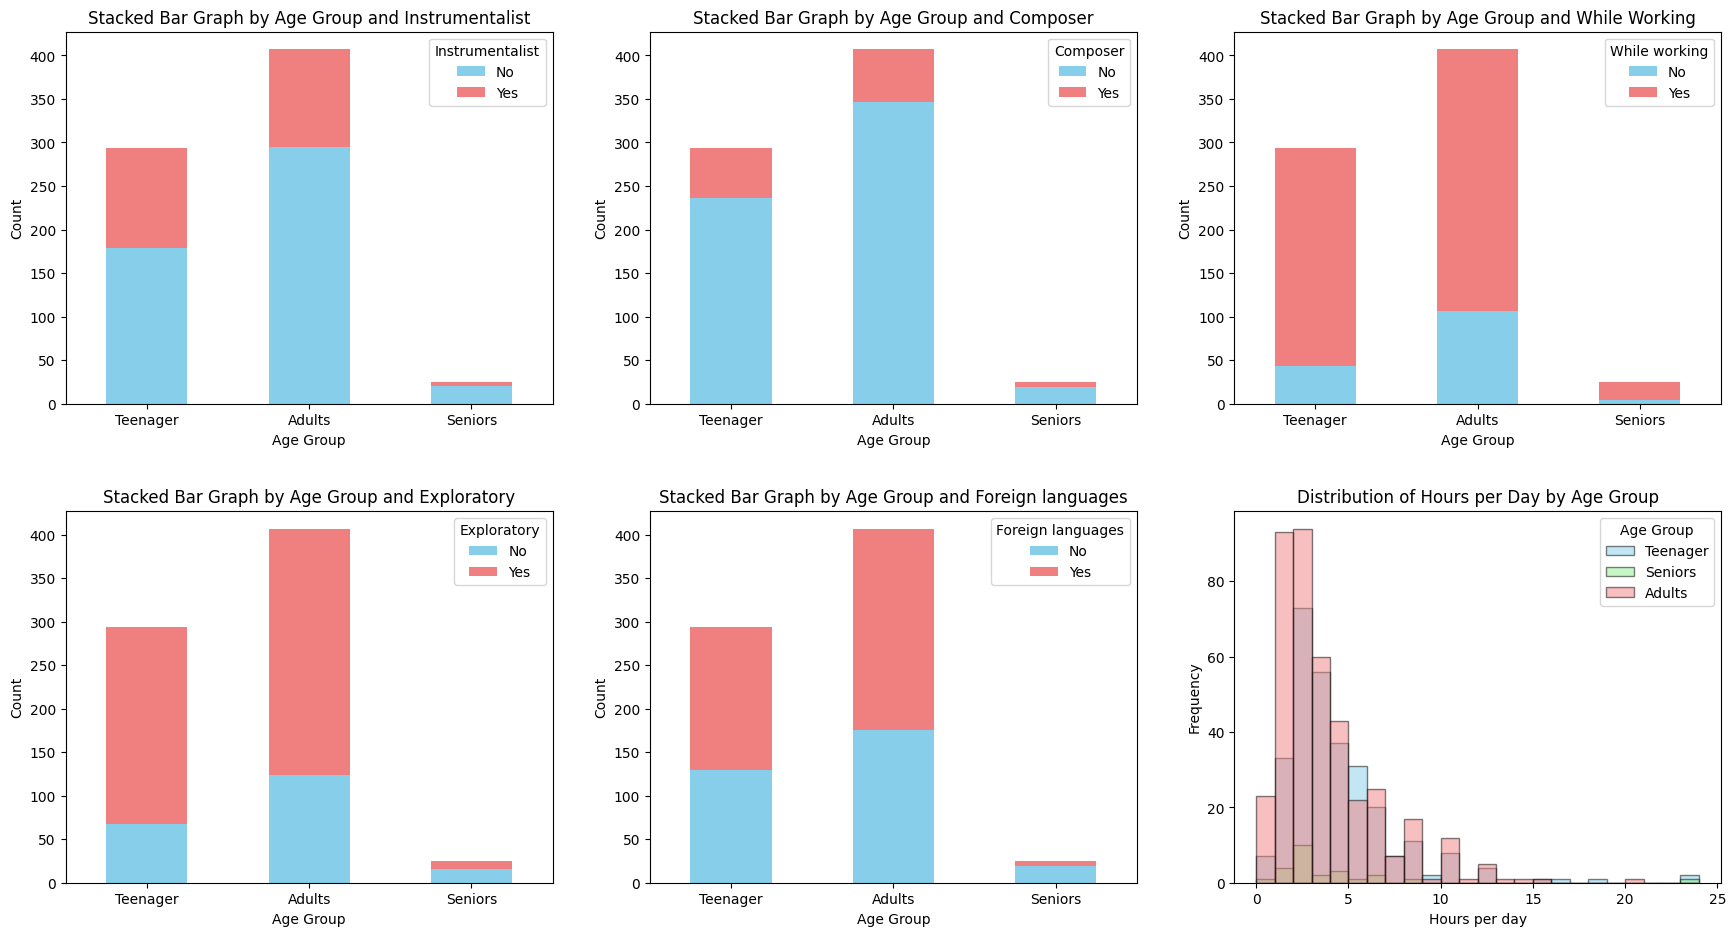 Stacked Bar Graph by Age Group and Instrumentalist
Instrumentalist
No
Yes
400
350
300
250
200
150
100
50
0
Count
Teenager
Adults
Seniors
Age Group
Stacked Bar Graph by Age Group and Composer
Composer
No
Yes
400
350
300
250
200
150
100
50
0
Count
Teenager
Adults
Seniors
Age Group
Stacked Bar Graph by Age Group and While Working
While working
No
Yes
400
350
300
250
200
150
100
50
0
Count
Teenager
Adults
Seniors
Age Group
Stacked Bar Graph by Age Group and Exploratory
Exploratory
No
Yes
400
350
300
250
200
150
100
50
0
Count
Teenager
Adults
Seniors
Age Group
Stacked Bar Graph by Age Group and Foreign languages
Foreign languages
No
Yes
400
350
300
250
200
150
100
50
0
Count
Teenager
Adults
Seniors
Age Group
Distribution of Hours per Day by Age Group
Age Group
Teenager
Seniors
Adults
80
60
40
20
0
Frequency
0
5
10
15
20
25
Hours per day